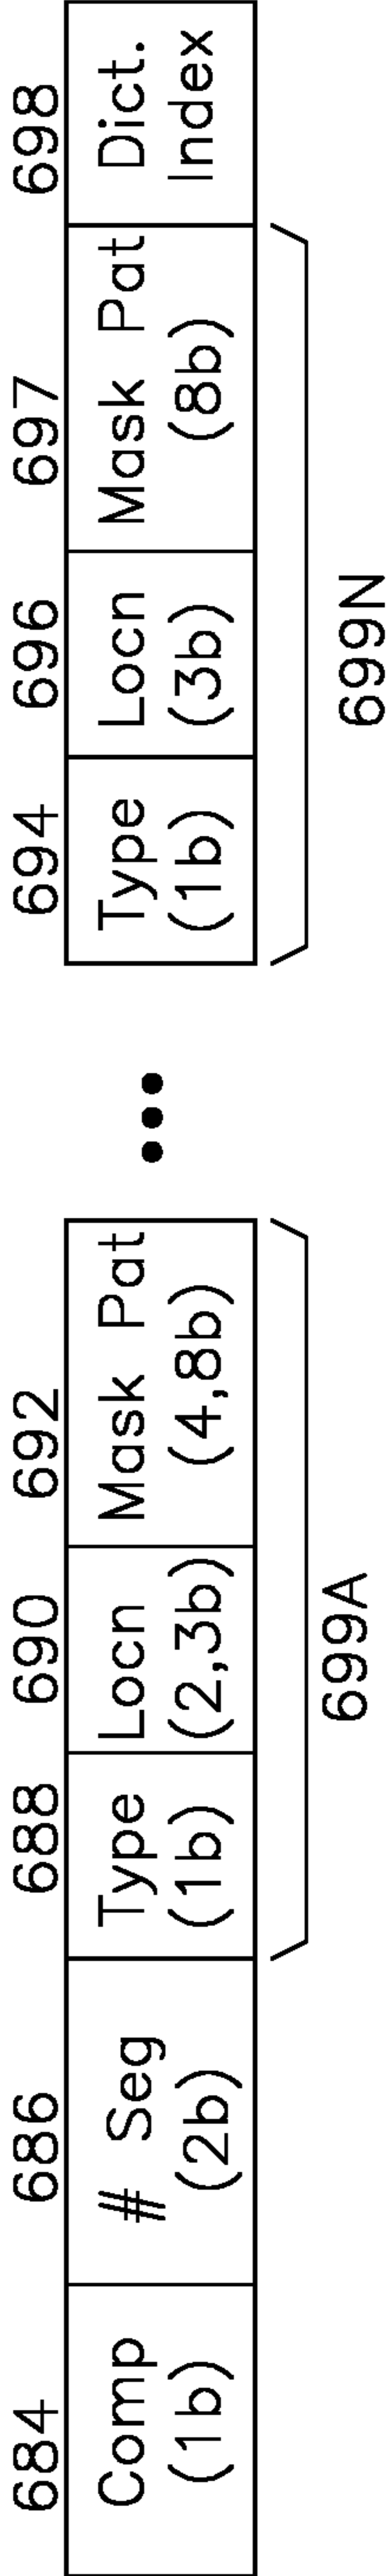 684 686 688 690 692 694 696 697 698
Comp # Seg Type Locn Mask Pat ••• Type Locn Mask Pat Dict.
(1b) (2b) (1b) (2,3b) (4,8b) (1b) (3b) (8b) Index
699A 699N